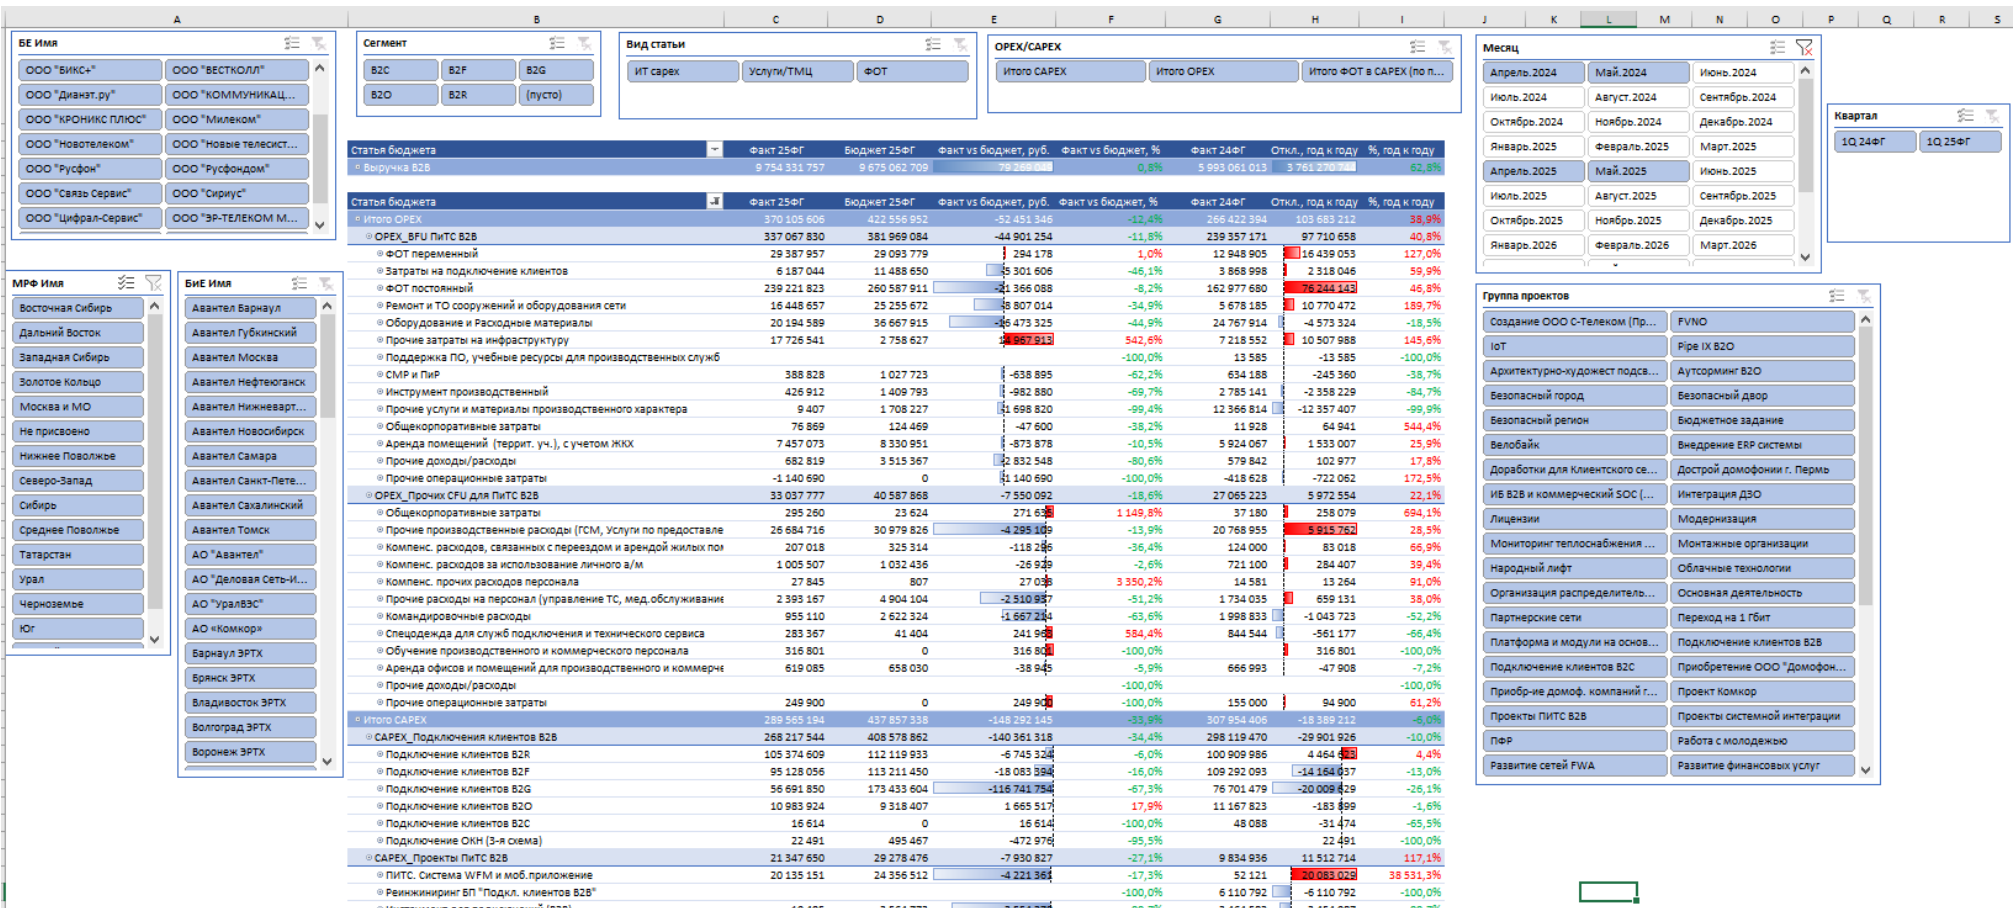 A B C D E F G H I J K L M N O P Q R S
БЕ Имя
ООО "БИКС+" ООО "ВЕСТКОЛЛ"
ООО "Дианэт.ру" ООО "КОММУНИКАЦ...
ООО "КРОНИКС ПЛЮС" ООО "Милеком"
ООО "Новотелеком" ООО "Новые телесист...
ООО "Русфон" ООО "Русфондом"
ООО "Связь Сервис" ООО "Сириус"
ООО "Цифрал-Сервис" ООО "ЭР-ТЕЛЕКОМ М...
Сегмент
B2C B2F B2G
B2O B2R (пусто)
Вид статьи
ИТ capex Услуги/ТМЦ ФОТ
OPEX/CAPEX
Итого CAPEX Итого OPEX Итого ФОТ в CAPEX (по п...
Месяц
Апрель.2024 Май.2024 Июнь.2024
Июль.2024 Август.2024 Сентябрь.2024
Октябрь.2024 Ноябрь.2024 Декабрь.2024
Январь.2025 Февраль.2025 Март.2025
Апрель.2025 Май.2025 Июнь.2025
Июль.2025 Август.2025 Сентябрь.2025
Октябрь.2025 Ноябрь.2025 Декабрь.2025
Январь.2026 Февраль.2026 Март.2026
Квартал
1Q 24ФГ 1Q 25ФГ
МРФ Имя
Восточная Сибирь
Дальний Восток
Западная Сибирь
Золотое Кольцо
Москва и МО
Не присвоено
Нижнее Поволжье
Северо-Запад
Сибирь
Среднее Поволжье
Татарстан
Урал
Черноземье
Юг
БиЕ Имя
Авантел Барнаул
Авантел Губкинский
Авантел Москва
Авантел Нефтеюганск
Авантел Нижневарт...
Авантел Новосибирск
Авантел Самара
Авантел Санкт-Пете...
Авантел Сахалинский
Авантел Томск
АО "Авантел"
АО "Деловая Сеть-И...
АО "УралВЭС"
АО «Комкор»
Барнаул ЭРТХ
Брянск ЭРТХ
Владивосток ЭРТХ
Волгоград ЭРТХ
Воронеж ЭРТХ
Статья бюджета Факт 25ФГ Бюджет 25ФГ Факт vs бюджет, руб. Факт vs бюджет, % Факт 24ФГ Откл., год к году %, год к году
Выручка B2B 9 754 331 757 9 675 062 709 79 269 048 0,8% 5 993 061 013 3 761 270 744 62,8%
Статья бюджета Факт 25ФГ Бюджет 25ФГ Факт vs бюджет, руб. Факт vs бюджет, % Факт 24ФГ Откл., год к году %, год к году
Итого OPEX 370 105 606 422 556 952 -52 451 346 -12,4% 266 422 394 103 683 212 38,9%
OPEX_BFU ПиТС B2B 337 067 830 381 969 084 -44 901 254 -11,8% 239 357 171 97 710 658 40,8%
ФОТ переменный 29 387 957 29 093 779 294 178 1,0% 12 948 905 16 439 053 127,0%
Затраты на подключение клиентов 6 187 044 11 488 650 -5 301 606 -46,1% 3 868 998 2 318 046 59,9%
ФОТ постоянный 239 221 823 260 587 911 -21 366 088 -8,2% 162 977 680 76 244 143 46,8%
Ремонт и ТО сооружений и оборудования сети 16 448 657 25 255 672 -8 807 014 -34,9% 5 678 185 10 770 472 189,7%
Оборудование и Расходные материалы 20 194 589 36 667 915 -16 473 325 -44,9% 24 767 914 -4 573 324 -18,5%
Прочие затраты на инфраструктуру 17 726 541 2 758 627 14 967 913 542,6% 7 218 552 10 507 988 145,6%
Поддержка ПО, учебные ресурсы для производственных служб -100,0% 13 585 -13 585 -100,0%
СМР и ПиР 388 828 1 027 723 -638 895 -62,2% 634 188 -245 360 -38,7%
Инструмент производственный 426 912 1 409 793 -982 880 -69,7% 2 785 141 -2 358 229 -84,7%
Прочие услуги и материалы производственного характера 9 407 1 708 227 -1 698 820 -99,4% 12 366 814 -12 357 407 -99,9%
Общекорпоративные затраты 76 869 124 469 -47 600 -38,2% 11 928 64 941 544,4%
Аренда помещений (террит. уч.), с учетом ЖКХ 7 457 073 8 330 951 -873 878 -10,5% 5 924 067 1 533 007 25,9%
Прочие доходы/расходы 682 819 3 515 367 -2 832 548 -80,6% 579 842 102 977 17,8%
Прочие операционные затраты -1 140 690 0 -1 140 690 -100,0% -418 628 -722 062 172,5%
OPEX_Прочих CFU для ПиТС B2B 33 037 777 40 587 868 -7 550 092 -18,6% 27 065 223 5 972 554 22,1%
Общекорпоративные затраты 295 260 23 624 271 635 1 149,8% 37 180 258 079 694,1%
Прочие производственные расходы (ГСМ, Услуги по предоставле 26 684 716 30 979 826 -4 295 109 -13,9% 20 768 955 5 915 762 28,5%
Компенс. расходов, связанных с переездом и арендой жилых пом 207 018 325 314 -118 296 -36,4% 124 000 83 018 66,9%
Компенс. расходов за использование личного а/м 1 005 507 1 032 436 -26 929 -2,6% 721 100 284 407 39,4%
Компенс. прочих расходов персонала 27 845 807 27 038 3 350,2% 14 581 13 264 91,0%
Прочие расходы на персонал (управление ТС, мед.обслуживание 2 393 167 4 904 104 -2 510 937 -51,2% 1 734 035 659 131 38,0%
Командировочные расходы 955 110 2 622 324 -1 667 214 -63,6% 1 998 833 -1 043 723 -52,2%
Спецодежда для служб подключения и технического сервиса 283 367 41 404 241 963 584,4% 844 544 -561 177 -66,4%
Обучение производственного и коммерческого персонала 316 801 0 316 801 -100,0% 316 801 -100,0%
Аренда офисов и помещений для производственного и коммерче 619 085 658 030 -38 945 -5,9% 666 993 -47 908 -7,2%
Прочие доходы/расходы -100,0% -100,0%
Прочие операционные затраты 249 900 0 249 900 -100,0% 155 000 94 900 61,2%
Итого CAPEX 289 565 194 437 857 338 -148 292 145 -33,9% 307 954 406 -18 389 212 -6,0%
CAPEX_Подключения клиентов B2B 268 217 544 408 578 862 -140 361 318 -34,4% 298 119 470 -29 901 926 -10,0%
Подключение клиентов B2R 105 374 609 112 119 933 -6 745 324 -6,0% 100 909 986 4 464 623 4,4%
Подключение клиентов B2F 95 128 056 113 211 450 -18 083 394 -16,0% 109 292 093 -14 164 037 -13,0%
Подключение клиентов B2G 56 691 850 173 433 604 -116 741 754 -67,3% 76 701 479 -20 009 629 -26,1%
Подключение клиентов B2O 10 983 924 9 318 407 1 665 517 17,9% 11 167 823 -183 899 -1,6%
Подключение клиентов B2C 16 614 0 16 614 -100,0% 48 088 -31 474 -65,5%
Подключение ОКН (3-я схема) 22 491 495 467 -472 976 -95,5% 22 491 -100,0%
CAPEX_Проекты ПиТС B2B 21 347 650 29 278 476 -7 930 827 -27,1% 9 834 936 11 512 714 117,1%
ПИТС. Система WFM и моб.приложение 20 135 151 24 356 512 -4 221 361 -17,3% 52 121 20 083 029 38 531,3%
Реинжиниринг БП "Подкл. клиентов B2B" -100,0% 6 110 792 -6 110 792 -100,0%
Группа проектов
Создание ООО С-Телеком (Пр... FVNO
IoT Pipe IX B2O
Архитектурно-художест подсв... Аутсорминг B2O
Безопасный город Безопасный двор
Безопасный регион Бюджетное задание
Велобайк Внедрение ERP системы
Доработки для Клиентского се... Дострой домофонии г. Пермь
ИБ B2B и коммерческий SOC (... Интеграция ДЗО
Лицензии Модернизация
Мониторинг теплоснабжения ... Монтажные организации
Народный лифт Облачные технологии
Организация распределитель... Основная деятельность
Партнерские сети Переход на 1 Гбит
Платформа и модули на основ... Подключение клиентов B2B
Подключение клиентов B2C Приобретение ООО "Домофон...
Приобр-ие домоф. компаний г... Проект Комкор
Проекты ПИТС B2B Проекты системной интеграции
ПФР Работа с молодежью
Развитие сетей FWA Развитие финансовых услуг